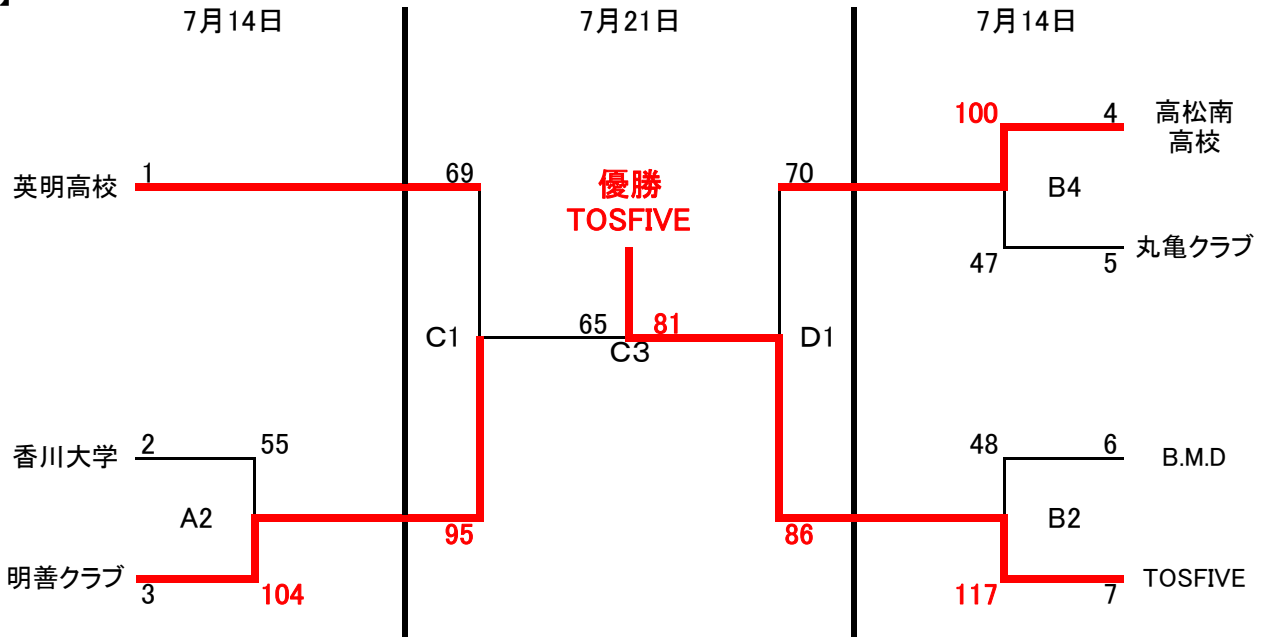 】
7月14日
7月21日
7月14日
100
4
高松南
高校
英明高校
1
69
優勝
TOSFIVE
70
B4
47
5
丸亀クラブ
C1
65
81
C3
D1
香川大学
2
55
48
6
B.M.D
A2
95
86
B2
明善クラブ
3
104
117
7
TOSFIVE